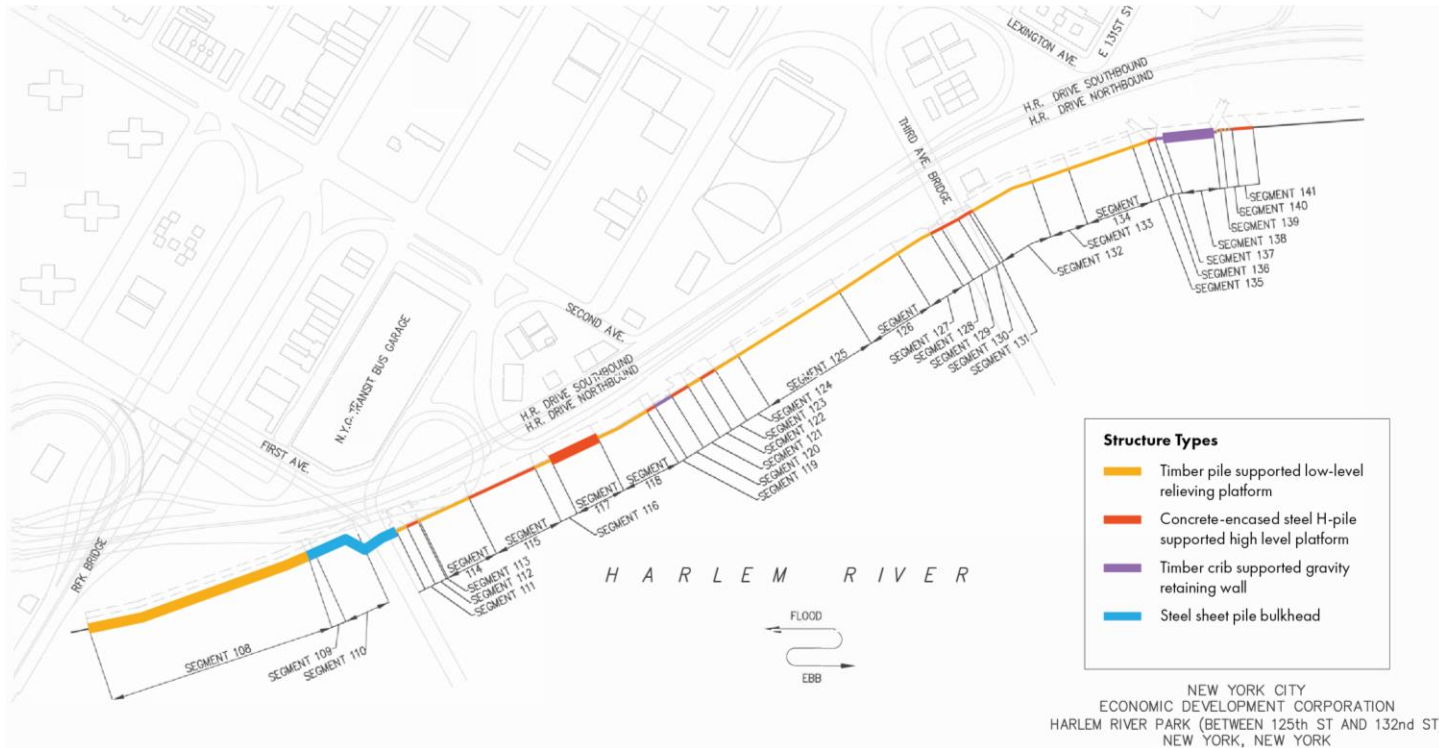 LEXINGTON AVE.
E 131ST ST
H.R. DRIVE SOUTHBOUND
H.R. DRIVE NORTHBOUND
THIRD AVE. BRIDGE
SECOND AVE.
H.R. DRIVE SOUTHBOUND
H.R. DRIVE NORTHBOUND
N.Y.C. TRANSIT BUS GARAGE
FIRST AVE.
RFK BRIDGE
SEGMENT 108
SEGMENT 109
SEGMENT 110
SEGMENT 111
SEGMENT 112
SEGMENT 113
SEGMENT
114
SEGMENT
115
SEGMENT 116
SEGMENT
117
SEGMENT
118
SEGMENT 119
SEGMENT 120
SEGMENT 121
SEGMENT 122
SEGMENT 123
SEGMENT 124
SEGMENT 125
SEGMENT
126
SEGMENT 127
SEGMENT 128
SEGMENT 129
SEGMENT 130
SEGMENT 131
SEGMENT 132
SEGMENT 133
SEGMENT
134
SEGMENT 135
SEGMENT 136
SEGMENT 137
SEGMENT 138
SEGMENT 139
SEGMENT 140
SEGMENT 141
HARLEM RIVER
FLOOD
EBB
Structure Types
Timber pile supported low-level
relieving platform
Concrete-encased steel H-pile
supported high level platform
Timber crib supported gravity
retaining wall
Steel sheet pile bulkhead
NEW YORK CITY
ECONOMIC DEVELOPMENT CORPORATION
HARLEM RIVER PARK (BETWEEN 125th ST AND 132nd ST
NEW YORK, NEW YORK